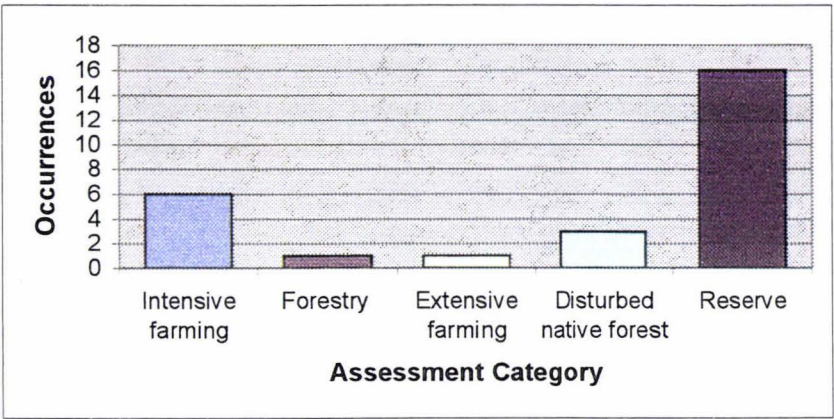 Occurrences
18
16
14
12
10
8
6
4
2
0
Intensive farming
Forestry
Extensive farming
Disturbed native forest
Reserve
Assessment Category